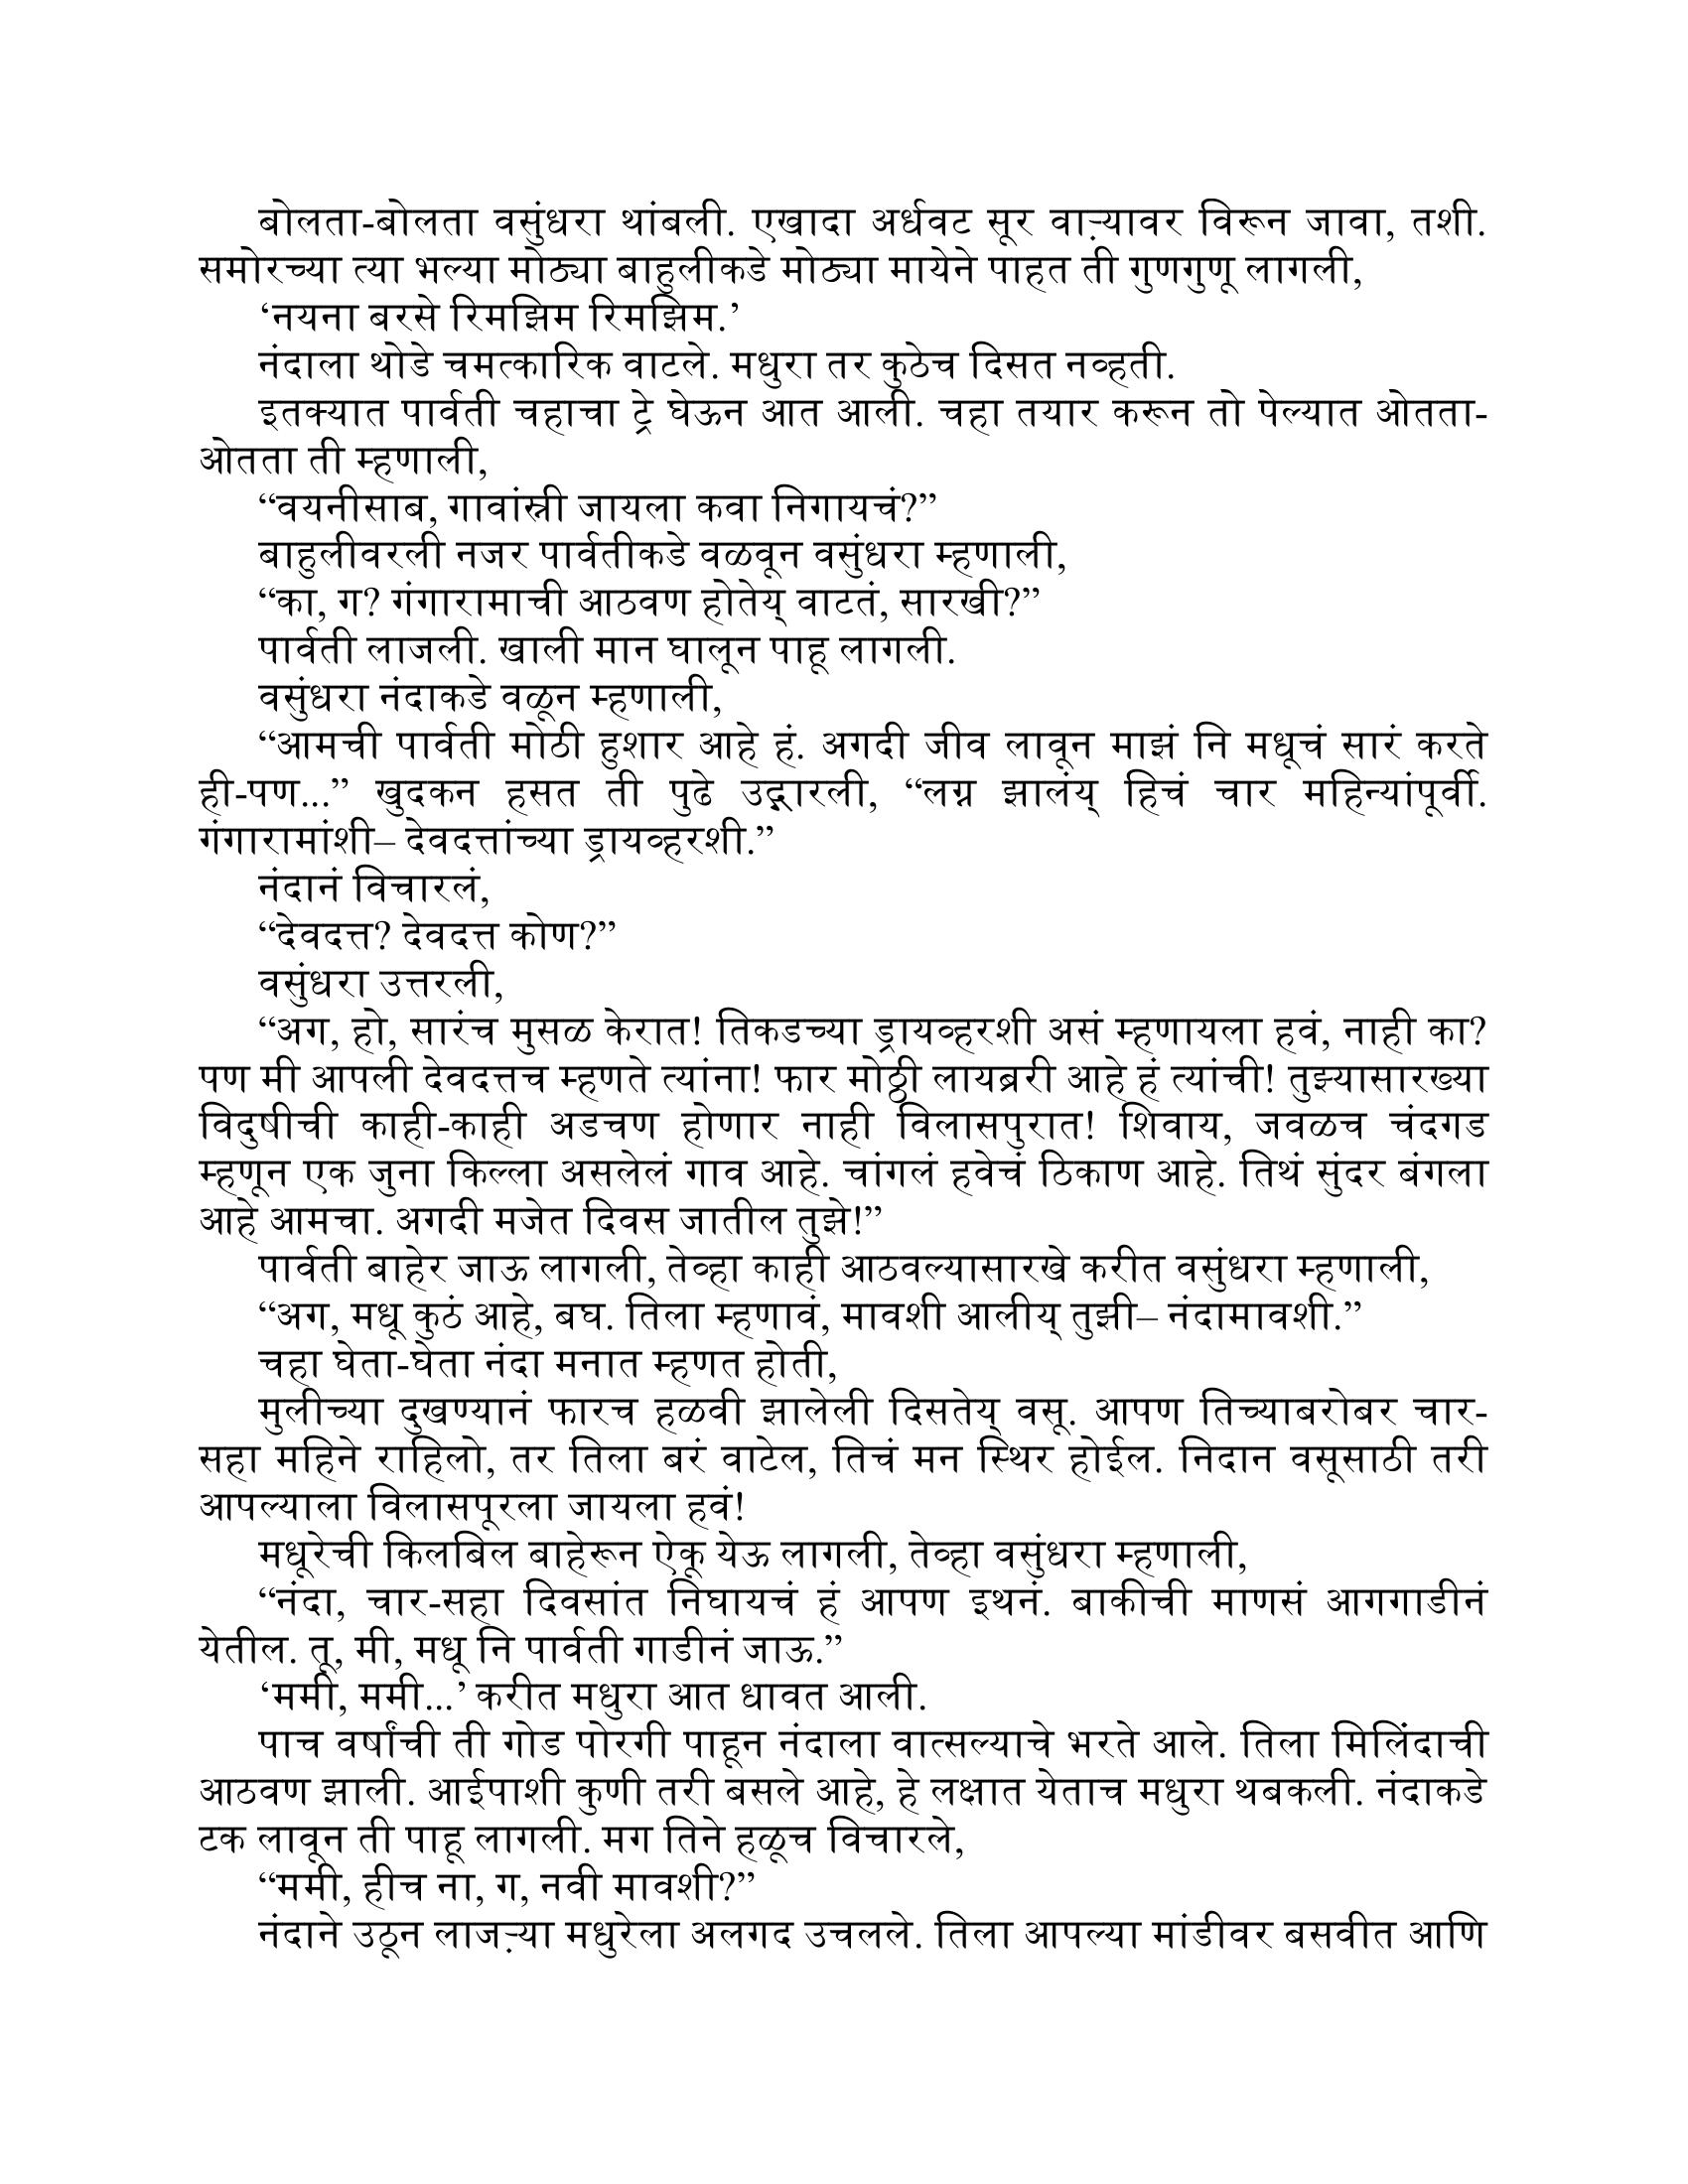 बोलता-बोलता वसुंधरा थांबली. एखादा अर्धवट सूर वाऱ्यावर विरून जावा, तशी.
समोरच्या त्या भल्या मोठ्या बाहुलीकडे मोठ्या मायेने पाहत ती गुणगुणू लागली,
‘नयना बरसे रिमझिम रिमझिम.’
नंदाला थोडे चमत्कारिक वाटले. मधुरा तर कुठेच दिसत नव्हती.
इतक्यात पार्वती चहाचा ट्रे घेऊन आत आली. चहा तयार करून तो पेल्यात ओतता-
ओतता ती म्हणाली,
“वयनीसाब, गावांस्नी जायला कवा निगायचं?”
बाहुलीवरली नजर पार्वतीकडे वळवून वसुंधरा म्हणाली,
“का, ग? गंगारामाची आठवण होतेय् वाटतं, सारखी?”
पार्वती लाजली. खाली मान घालून पाहू लागली.
वसुंधरा नंदाकडे वळून म्हणाली,
“आमची पार्वती मोठी हुशार आहे हं. अगदी जीव लावून माझं नि मधूचं सारं करते
ही-पण...” खुदकन हसत ती पुढे उद्गारली, “लग्न झालंय् हिचं चार महिन्यांपूर्वी.
गंगारामांशी– देवदत्तांच्या ड्रायव्हरशी.”
नंदानं विचारलं,
“देवदत्त? देवदत्त कोण?”
वसुंधरा उत्तरली,
“अग, हो, सारंच मुसळ केरात! तिकडच्या ड्रायव्हरशी असं म्हणायला हवं, नाही का?
पण मी आपली देवदत्तच म्हणते त्यांना! फार मोठ्ठी लायब्ररी आहे हं त्यांची! तुझ्यासारख्या
विदुषीची काही-काही अडचण होणार नाही विलासपुरात! शिवाय, जवळच चंदगड
म्हणून एक जुना किल्ला असलेलं गाव आहे. चांगलं हवेचं ठिकाण आहे. तिथं सुंदर बंगला
आहे आमचा. अगदी मजेत दिवस जातील तुझे!”
पार्वती बाहेर जाऊ लागली, तेव्हा काही आठवल्यासारखे करीत वसुंधरा म्हणाली,
“अग, मधू कुठं आहे, बघ. तिला म्हणावं, मावशी आलीय् तुझी– नंदामावशी.”
चहा घेता-घेता नंदा मनात म्हणत होती,
मुलीच्या दुखण्यानं फारच हळवी झालेली दिसतेय् वसू. आपण तिच्याबरोबर चार-
सहा महिने राहिलो, तर तिला बरं वाटेल, तिचं मन स्थिर होईल. निदान वसूसाठी तरी
आपल्याला विलासपूरला जायला हवं!
मधूरेची किलबिल बाहेरून ऐकू येऊ लागली, तेव्हा वसुंधरा म्हणाली,
“नंदा, चार-सहा दिवसांत निघायचं हं आपण इथनं. बाकीची माणसं आगगाडीनं
येतील. तू, मी, मधू नि पार्वती गाडीनं जाऊ.”
‘ममी, ममी...’ करीत मधुरा आत धावत आली.
पाच वर्षांची ती गोड पोरगी पाहून नंदाला वात्सल्याचे भरते आले. तिला मिलिंदाची
आठवण झाली. आईपाशी कुणी तरी बसले आहे, हे लक्षात येताच मधुरा थबकली. नंदाकडे
टक लावून ती पाहू लागली. मग तिने हळूच विचारले,
“ममी, हीच ना, ग, नवी मावशी?”
नंदाने उठून लाजऱ्या मधुरेला अलगद उचलले. तिला आपल्या मांडीवर बसवीत आणि